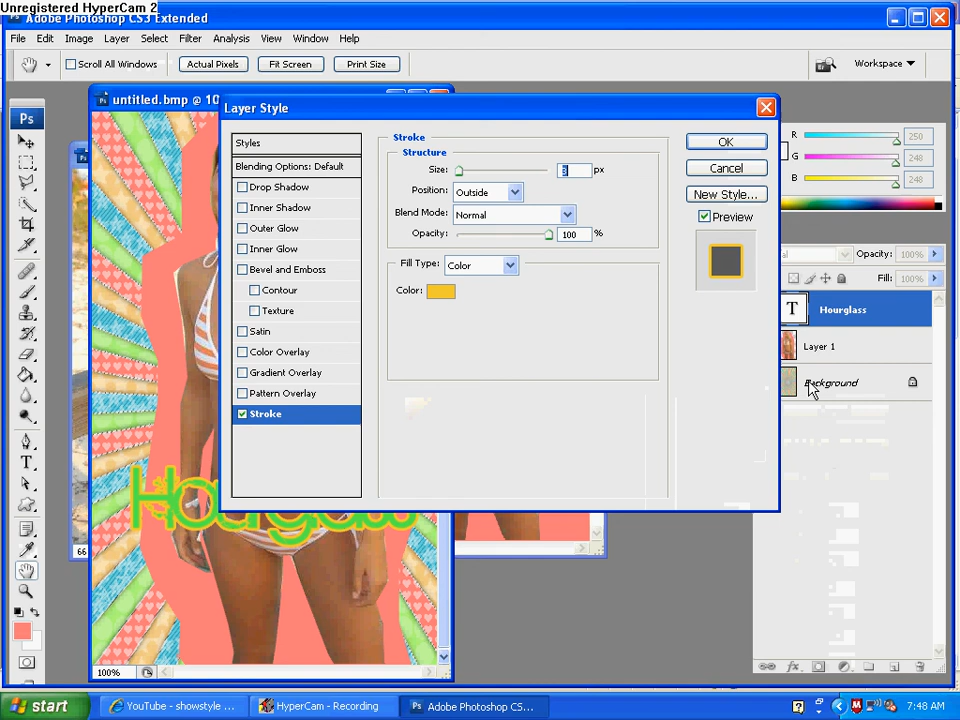 Unregistered HyperCam 2
Adobe Photoshop CS3 Extended
File Edit Image Layer Select Filter Analysis View Window Help
Scroll All Windows Actual Pixels Fit Screen Print Size Workspace
untitled.bmp @ 10
Layer Style
Ps
Styles
Blending Options: Default
Drop Shadow
Inner Shadow
Outer Glow
Inner Glow
Bevel and Emboss
Contour
Texture
Satin
Color Overlay
Gradient Overlay
Pattern Overlay
Stroke
Stroke
Structure
Size: 3 px
Position: Outside
Blend Mode: Normal
Opacity: 100 %
Fill Type: Color
Color:
OK
Cancel
New Style...
Preview
R 250
G 248
B 248
al Opacity: 100%
Fill: 100%
T Hourglass
Layer 1
Background
Hourglass
66
100%
start YouTube - showstyle ... HyperCam - Recording Adobe Photoshop CS... 7:48 AM